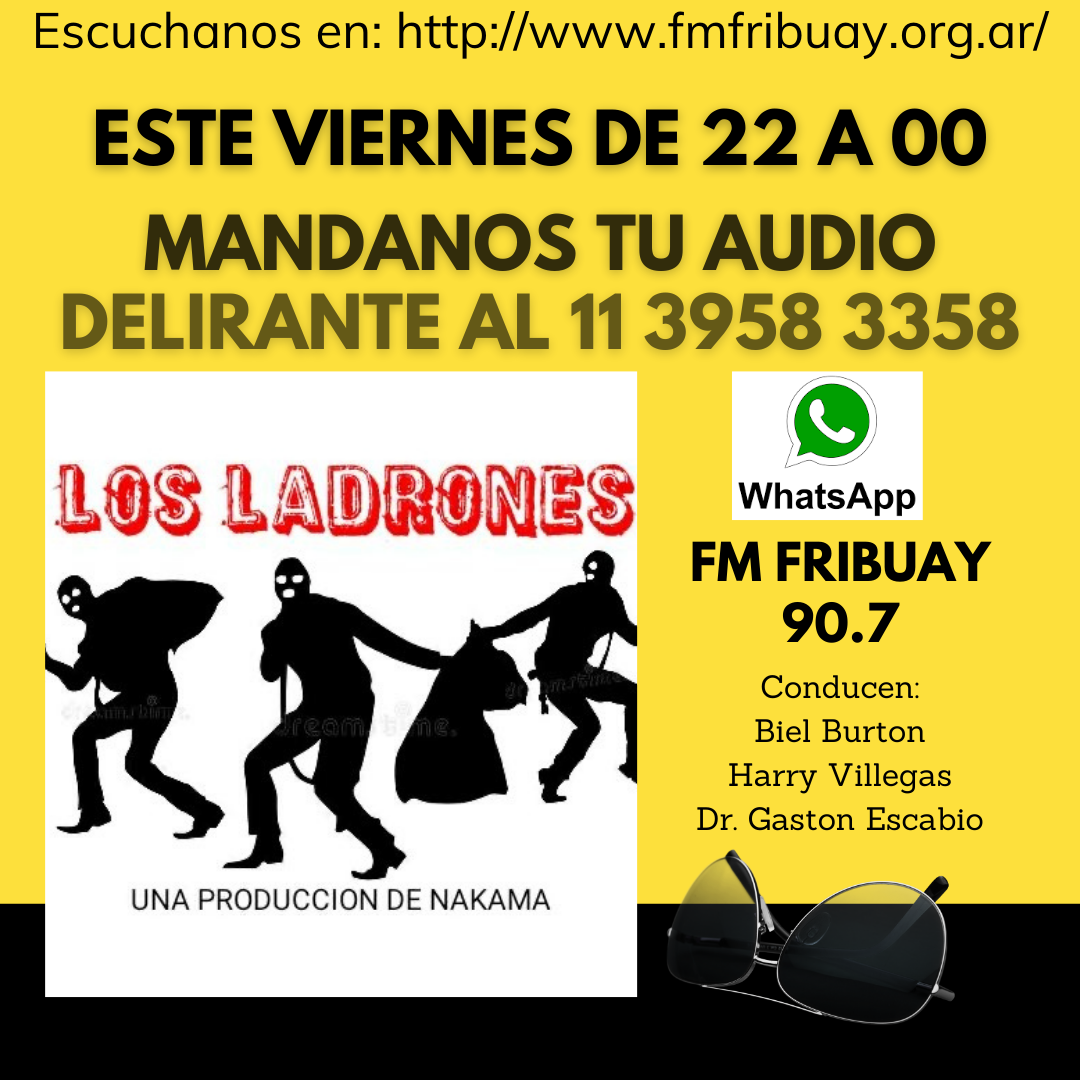 Escuchanos en: http://www.fmfribuay.org.ar/
ESTE VIERNES DE 22 A 00
MANDANOS TU AUDIO
DELIRANTE AL 11 3958 3358
WhatsApp
LOS LADRONES
FM FRIBUAY
90.7
Conducen:
Biel Burton
Harry Villegas
Dr. Gaston Escabio
dreamstime.
UNA PRODUCCION DE NAKAMA